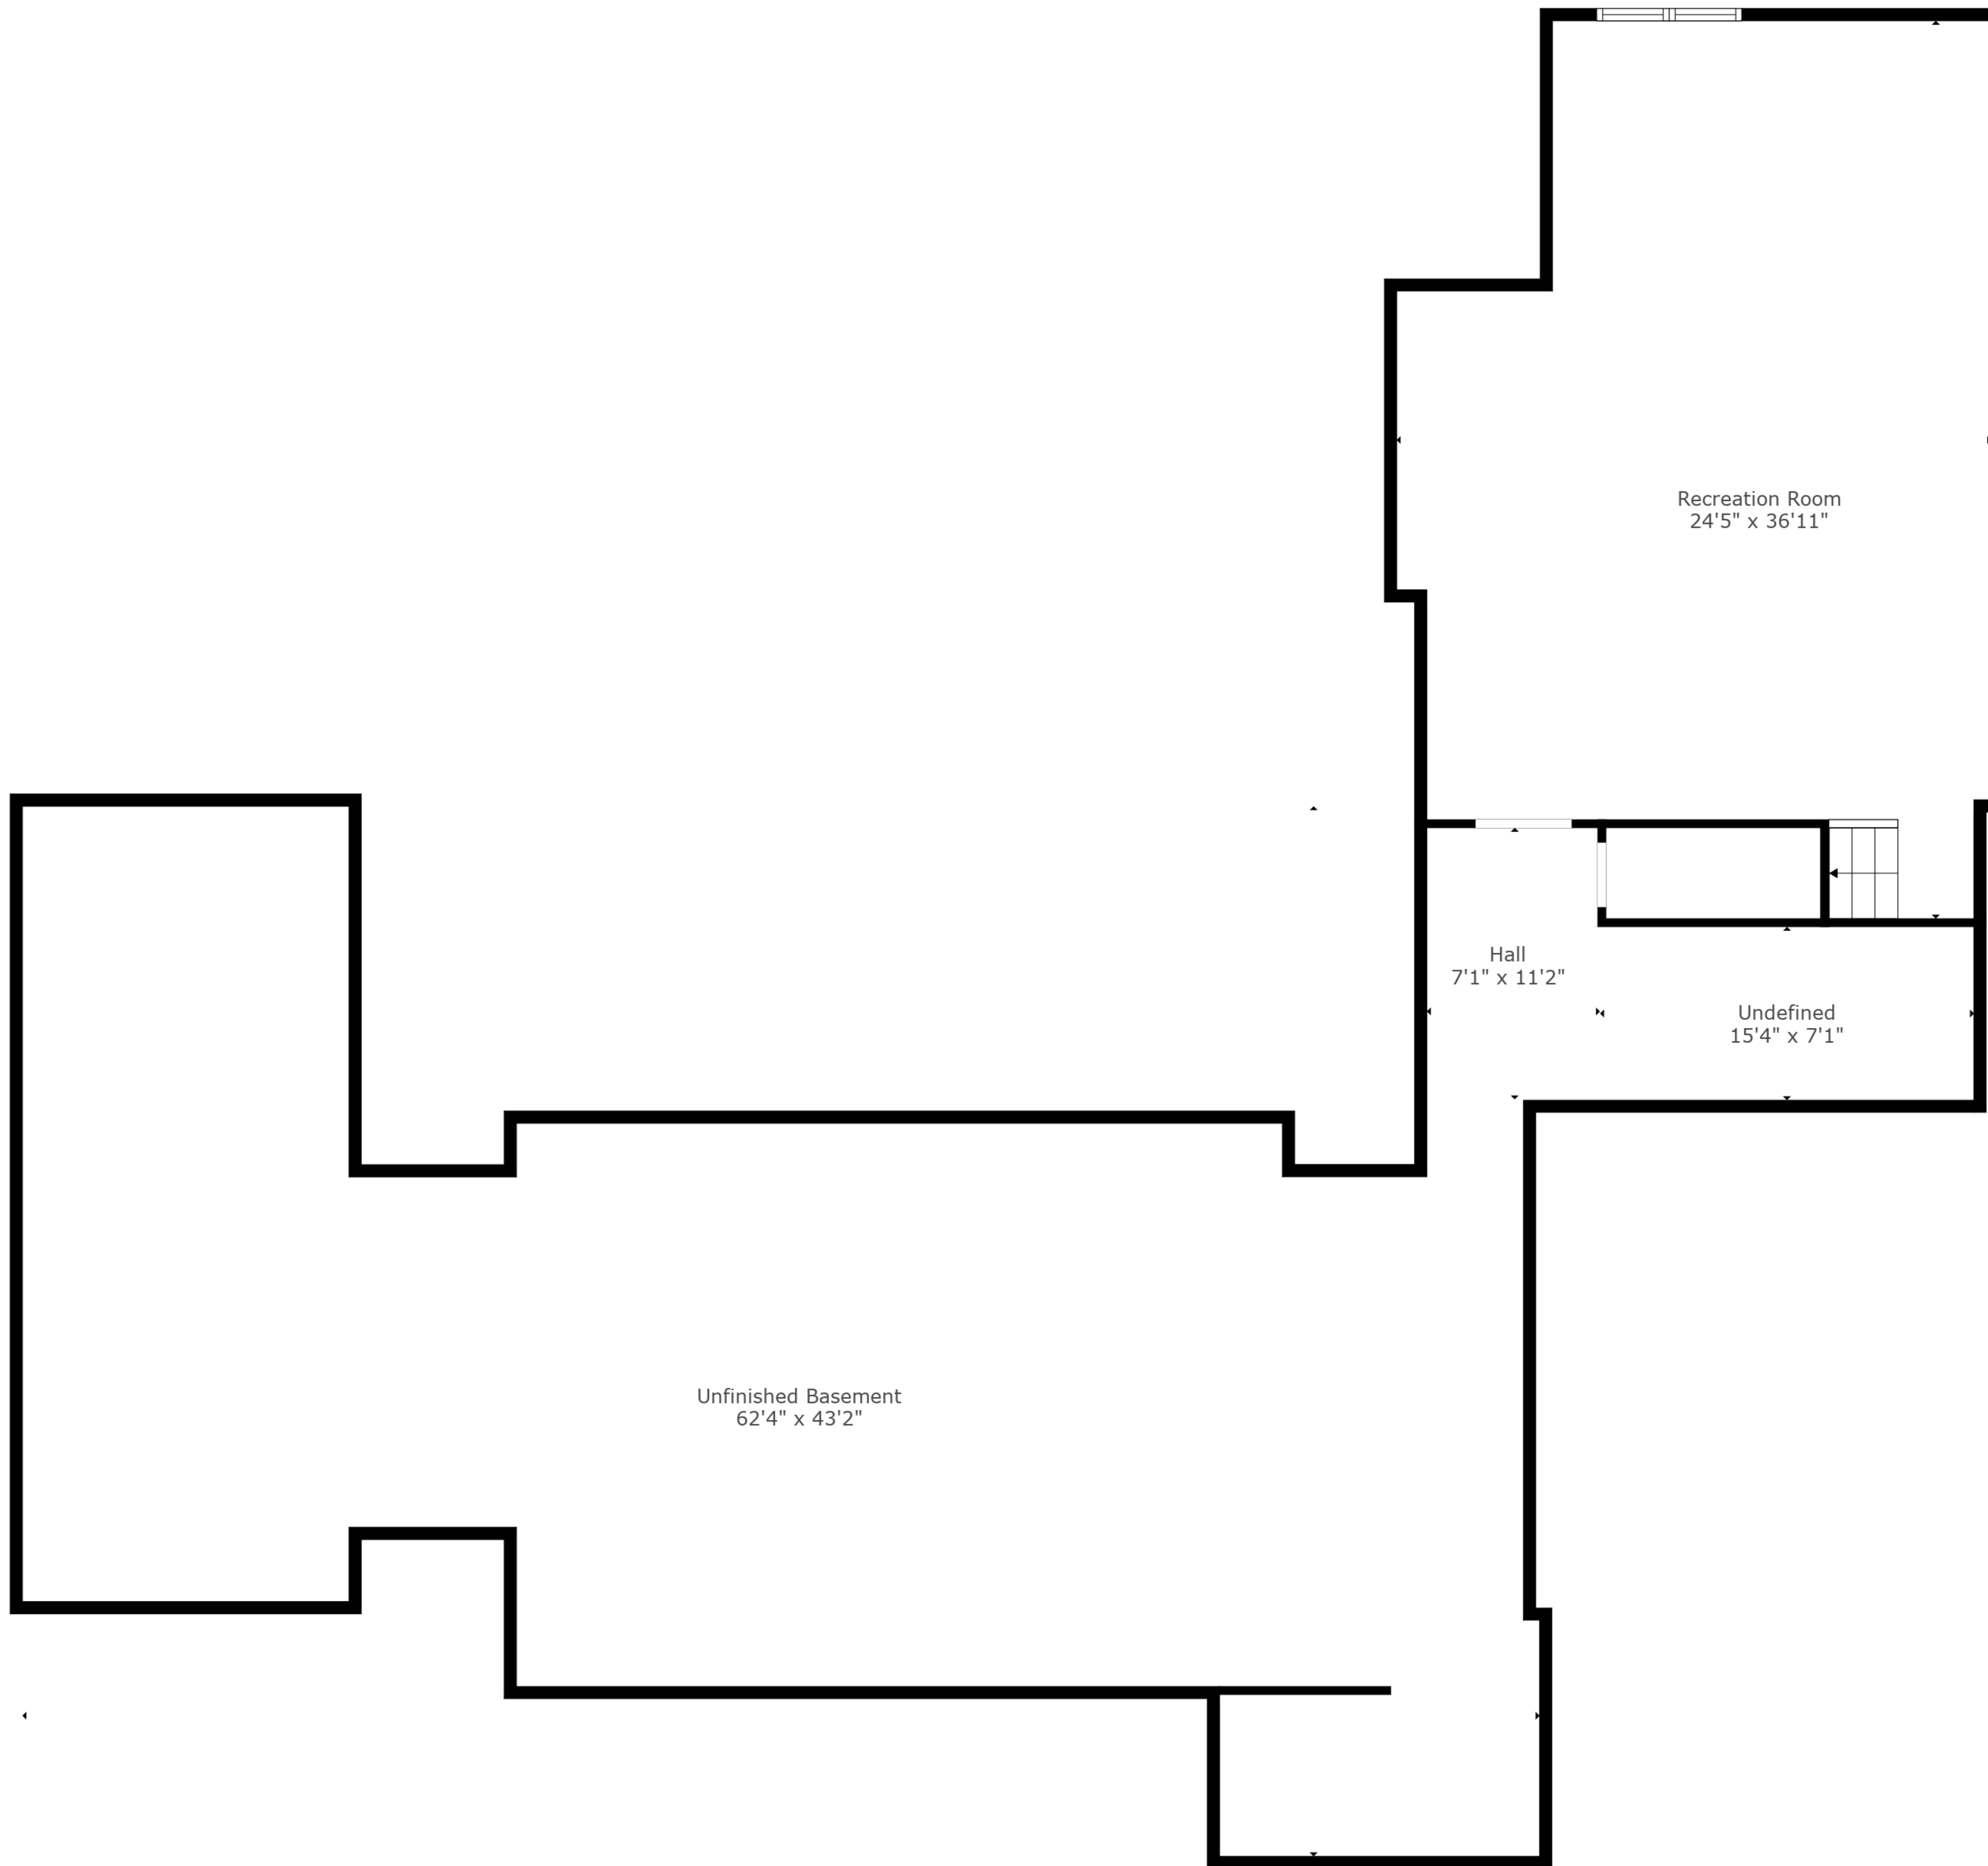 Recreation Room
24'5" x 36'11"
Hall
7'1" x 11'2"
Undefined
15'4" x 7'1"
Unfinished Basement
62'4" x 43'2"